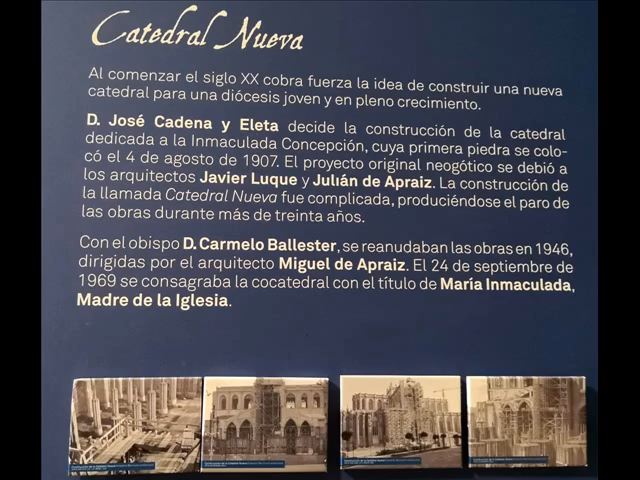 Catedral Nueva
Al comenzar el siglo XX cobra fuerza la idea de construir una nueva
catedral para una diócesis joven y en pleno crecimiento.
D. José Cadena y Eleta decide la construcción de la catedral
dedicada a la Inmaculada Concepción, cuya primera piedra se colo-
có el 4 de agosto de 1907. El proyecto original neogótico se debió a
los arquitectos Javier Luque y Julián de Apraiz. La construcción de
la llamada Catedral Nueva fue complicada, produciéndose el paro de
las obras durante más de treinta años.
Con el obispo D. Carmelo Ballester, se reanudaban las obras en 1946,
dirigidas por el arquitecto Miguel de Apraiz. El 24 de septiembre de
1969 se consagraba la cocatedral con el título de María Inmaculada,
Madre de la Iglesia.